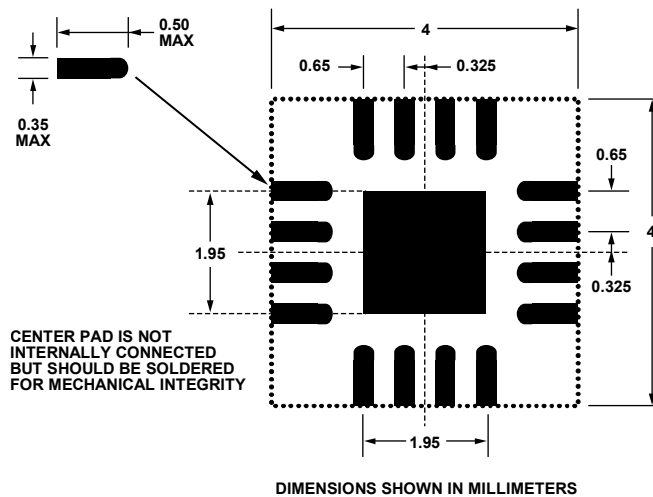 0.50
MAX
4
0.65
0.325
0.35
MAX
0.65
1.95
4
0.325
CENTER PAD IS NOT
INTERNALLY CONNECTED
BUT SHOULD BE SOLDERED
FOR MECHANICAL INTEGRITY
1.95
DIMENSIONS SHOWN IN MILLIMETERS